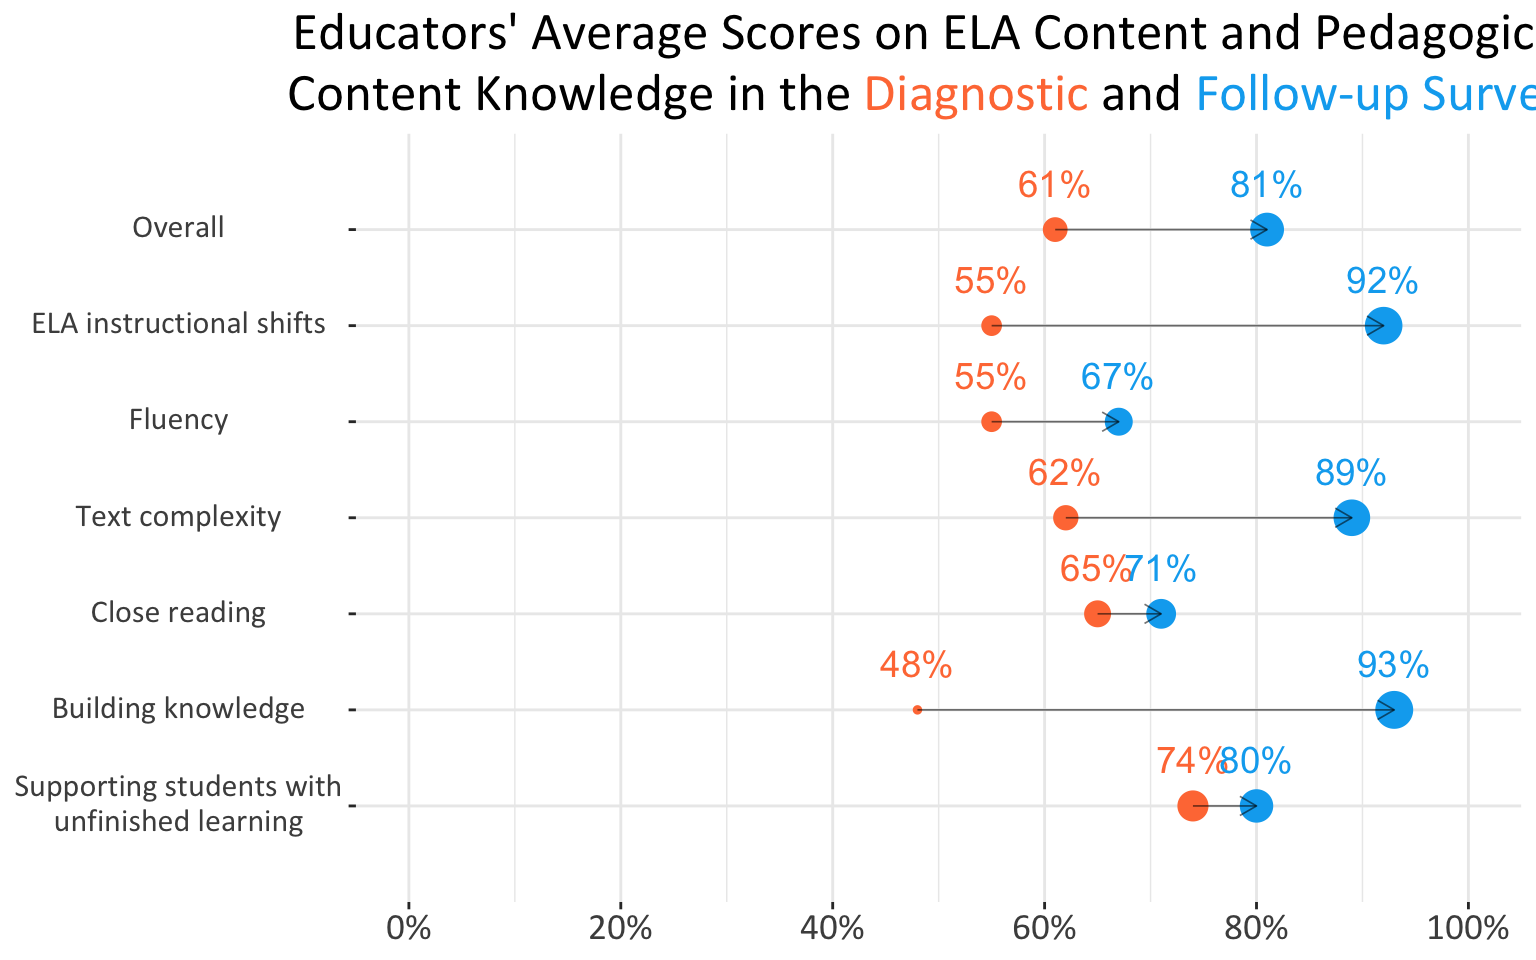 Educators' Average Scores on ELA Content and Pedagogic
Content Knowledge in the Diagnostic and Follow-up Surve
61% 81%
Overall
55% 92%
ELA instructional shifts
55% 67%
Fluency
62% 89%
Text complexity
65% 71%
Close reading
48% 93%
Building knowledge
74% 80%
Supporting students with
unfinished learning
0% 20% 40% 60% 80% 100%